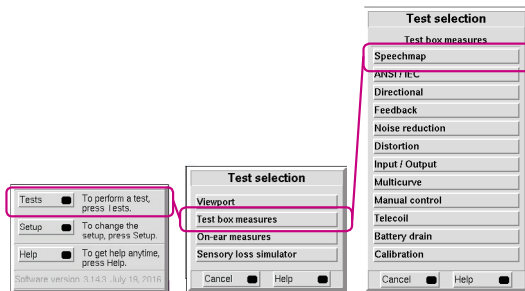 Tests
To perform a test,
press Tests.
Setup
To change the
setup, press Setup.
Help
To get help anytime,
press Help.
Software version 3.14.3 July 19, 2016
Test selection
Viewport
Test box measures
On-ear measures
Sensory loss simulator
Cancel
Help
Test selection
Test box measures
Speechmap
ANSI / IEC
Directional
Feedback
Noise reduction
Distortion
Input / Output
Multicurve
Manual control
Telecoil
Battery drain
Calibration
Cancel
Help